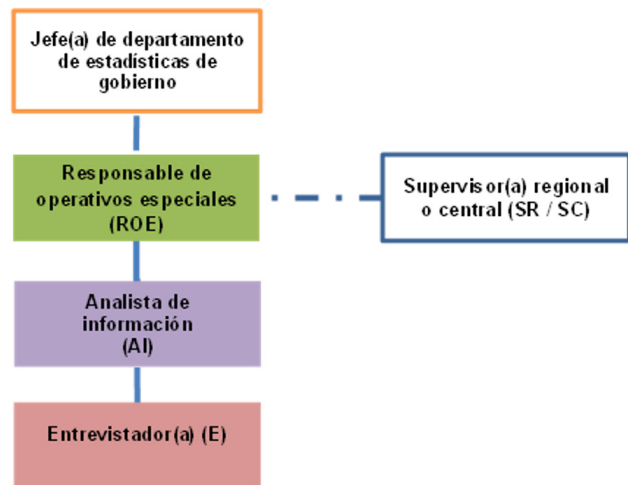 Jefe(a) de departamento
de estadísticas de
gobierno
Responsable de
operativos especiales
(ROE)
Supervisor(a) regional
o central (SR / SC)
Analista de
información
(AI)
Entrevistador(a) (E)